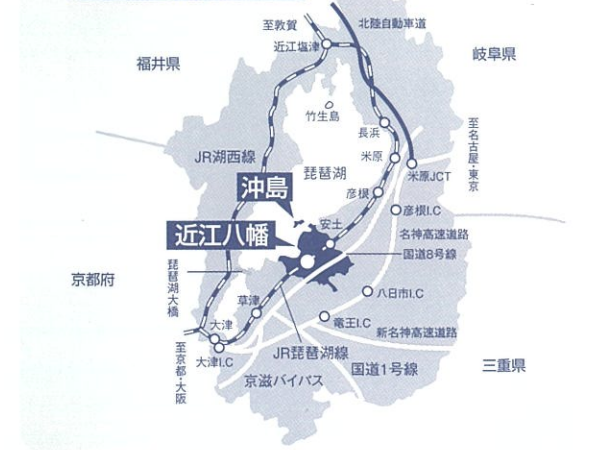 至敦賀
北陸自動車道
近江塩津
福井県
岐阜県
竹生島
長浜
至名古屋・東京
JR湖西線
米原
琵琶湖
米原JCT
沖島
彦根
彦根I.C
安土
近江八幡
名神高速道路
国道8号線
琵琶湖大橋
京都府
八日市I.C
草津
竜王I.C
大津
新名神高速道路
大津I.C
JR琵琶湖線
至京都・大阪
国道1号線
三重県
京滋バイパス